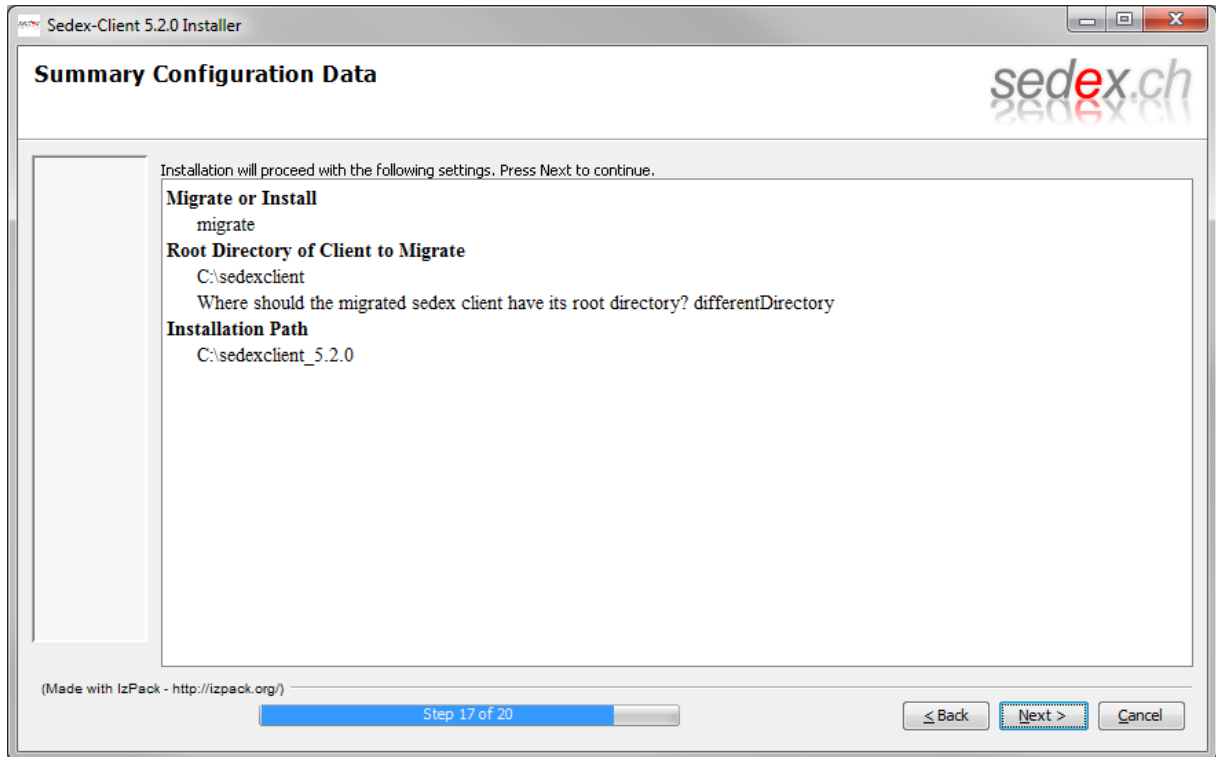 Sedex-Client 5.2.0 Installer
Summary Configuration Data
sedex.ch
Installation will proceed with the following settings. Press Next to continue.
Migrate or Install
migrate
Root Directory of Client to Migrate
C:\sedexclient
Where should the migrated sedex client have its root directory? differentDirectory
Installation Path
C:\sedexclient_5.2.0
(Made with IzPack - http://izpack.org/)
Step 17 of 20
< Back
Next >
Cancel